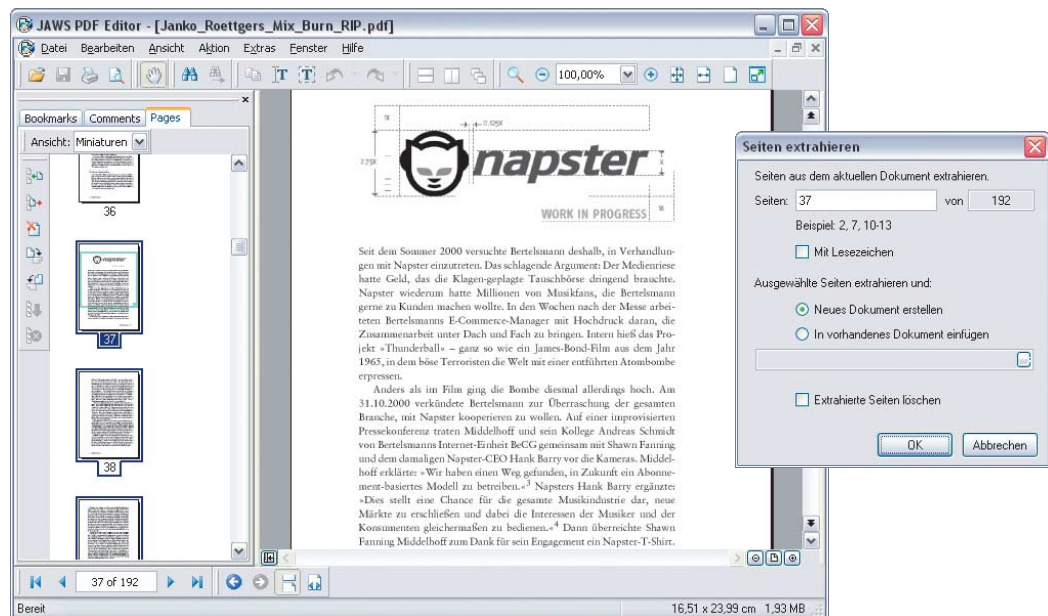 JAWS PDF Editor - [Janko_Roettgers_Mix_Burn_RIP.pdf]
Datei Bearbeiten Ansicht Aktion Extras Fenster Hilfe
100,00%
Bookmarks Comments Pages
Ansicht: Miniaturen
36
37
38
1X
0.125X
2.25X
napster
X
WORK IN PROGRESS
1X
Seit dem Sommer 2000 versuchte Bertelsmann deshalb, in Verhandlun-
gen mit Napster einzutreten. Das schlagende Argument: Der Medienriese
hatte Geld, das die Klagen-geplagte Tauschbörse dringend brauchte.
Napster wiederum hatte Millionen von Musikfans, die Bertelsmann
gerne zu Kunden machen wollte. In den Wochen nach der Messe arbei-
teten Bertelsmanns E-Commerce-Manager mit Hochdruck daran, die
Zusammenarbeit unter Dach und Fach zu bringen. Intern hieß das Pro-
jekt »Thunderball« – ganz so wie ein James-Bond-Film aus dem Jahr
1965, in dem böse Terroristen die Welt mit einer entführten Atombombe
erpressen.
Anders als im Film ging die Bombe diesmal allerdings hoch. Am
31.10.2000 verkündete Bertelsmann zur Überraschung der gesamten
Branche, mit Napster kooperieren zu wollen. Auf einer improvisierten
Pressekonferenz traten Middelhoff und sein Kollege Andreas Schmidt
von Bertelsmanns Internet-Einheit BeCG gemeinsam mit Shawn Fanning
und dem damaligen Napster-CEO Hank Barry vor die Kameras. Middel-
hoff erklärte: »Wir haben einen Weg gefunden, in Zukunft ein Abonne-
ment-basiertes Modell zu betreiben.«3 Napsters Hank Barry ergänzte:
»Dies stellt eine Chance für die gesamte Musikindustrie dar, neue
Märkte zu erschließen und dabei die Interessen der Musiker und der
Konsumenten gleichermaßen zu bedienen.«4 Dann überreichte Shawn
Fanning Middelhoff zum Dank für sein Engagement ein Napster-T-Shirt.
37 of 192
Bereit
16,51 x 23,99 cm 1,93 MB
Seiten extrahieren
Seiten aus dem aktuellen Dokument extrahieren.
Seiten: 37 von 192
Beispiel: 2, 7, 10-13
Mit Lesezeichen
Ausgewählte Seiten extrahieren und:
Neues Dokument erstellen
In vorhandenes Dokument einfügen
Extrahierte Seiten löschen
OK Abbrechen